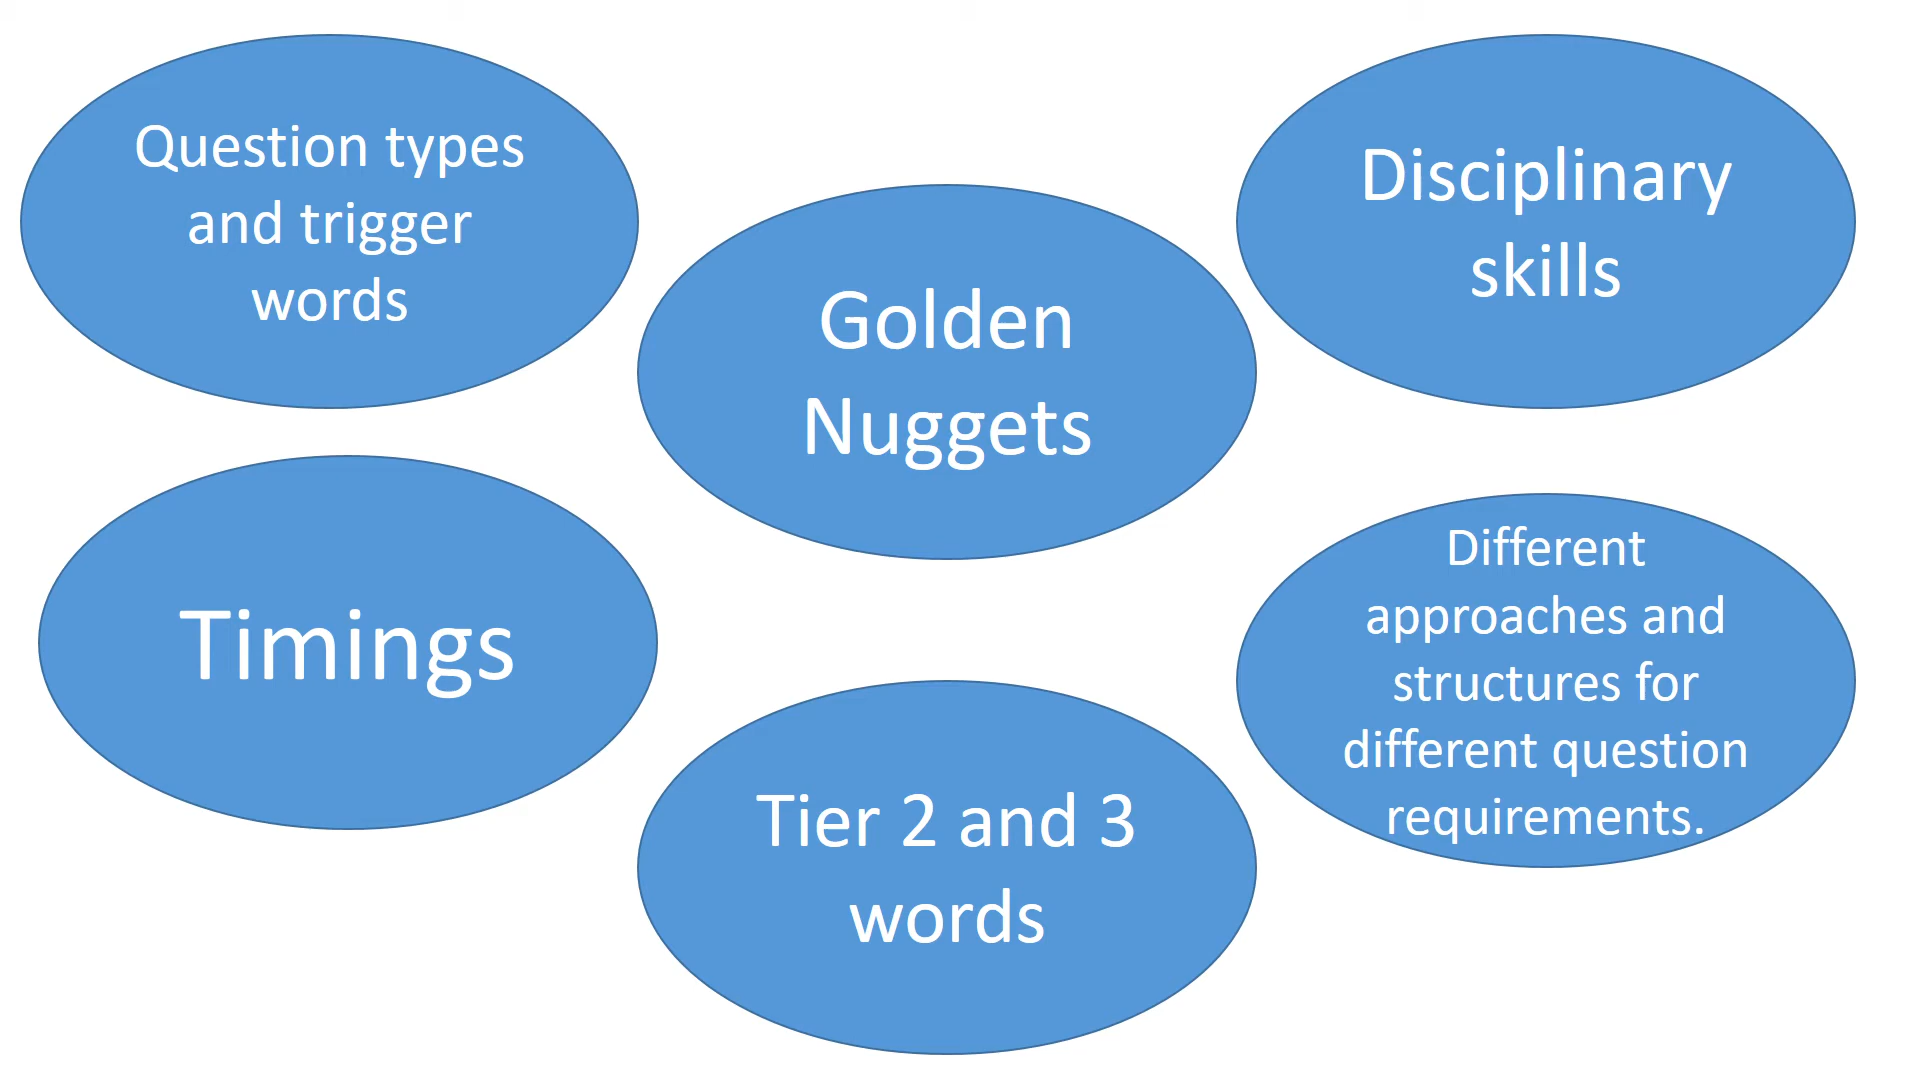 Question types
and trigger
words
Golden
Nuggets
Disciplinary
skills
Timings
Tier 2 and 3
words
Different
approaches and
structures for
different question
requirements.